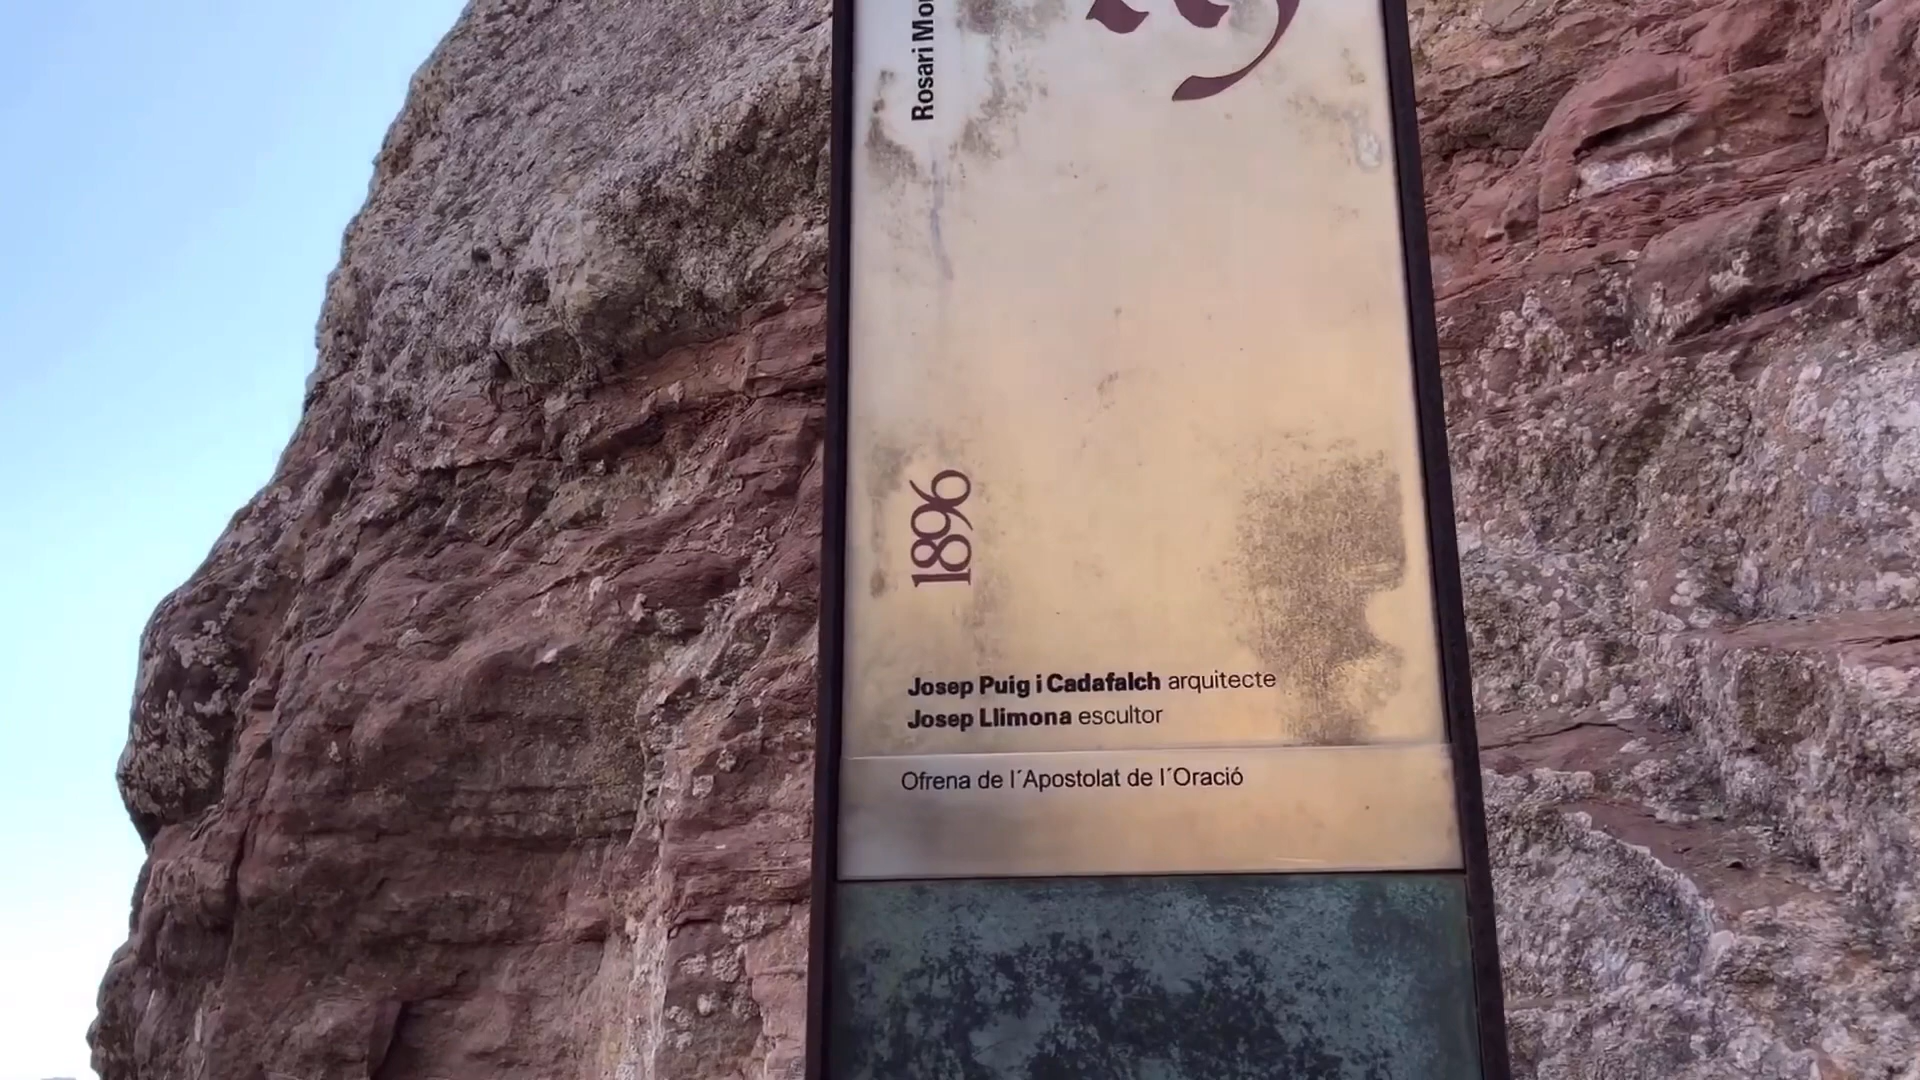 Rosari
1896
Josep Puig i Cadafalch arquitecte
Josep Llimona escultor
Ofrena de l´Apostolat de l´Oració